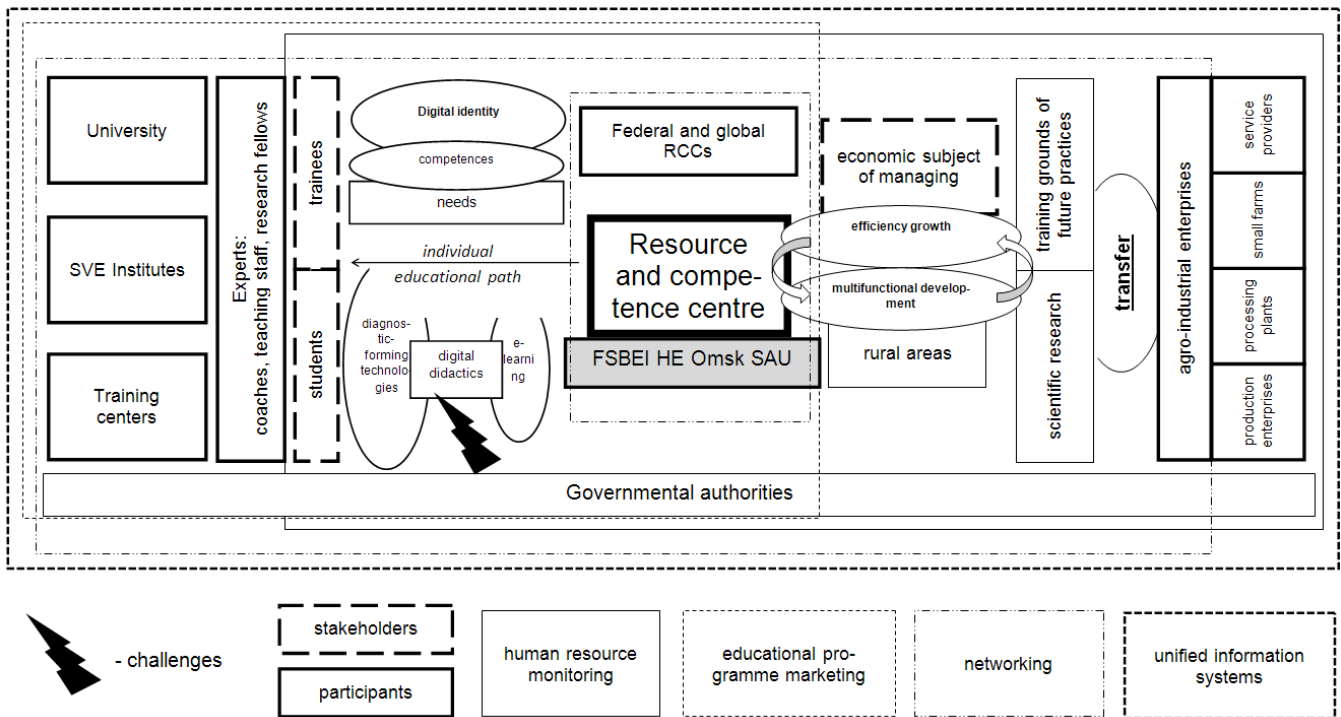 University
SVE Institutes
Training
centers
Experts:
coaches, teaching staff, research fellows
trainees
students
Digital identity
competences
needs
individual
educational path
diagnos-
tic-
forming
technolo-
gies
digital
didactics
e-
learni
ng
Federal and global
RCCs
Resource
and compe-
tence centre
FSBEI HE Omsk SAU
economic subject
of managing
efficiency growth
multifunctional develop-
ment
rural areas
training grounds of
future practices
scientific research
transfer
agro-industrial enterprises
service
providers
small farms
processing
plants
production
enterprises
Governmental authorities
- challenges
stakeholders
participants
human resource
monitoring
educational pro-
gramme marketing
networking
unified information
systems